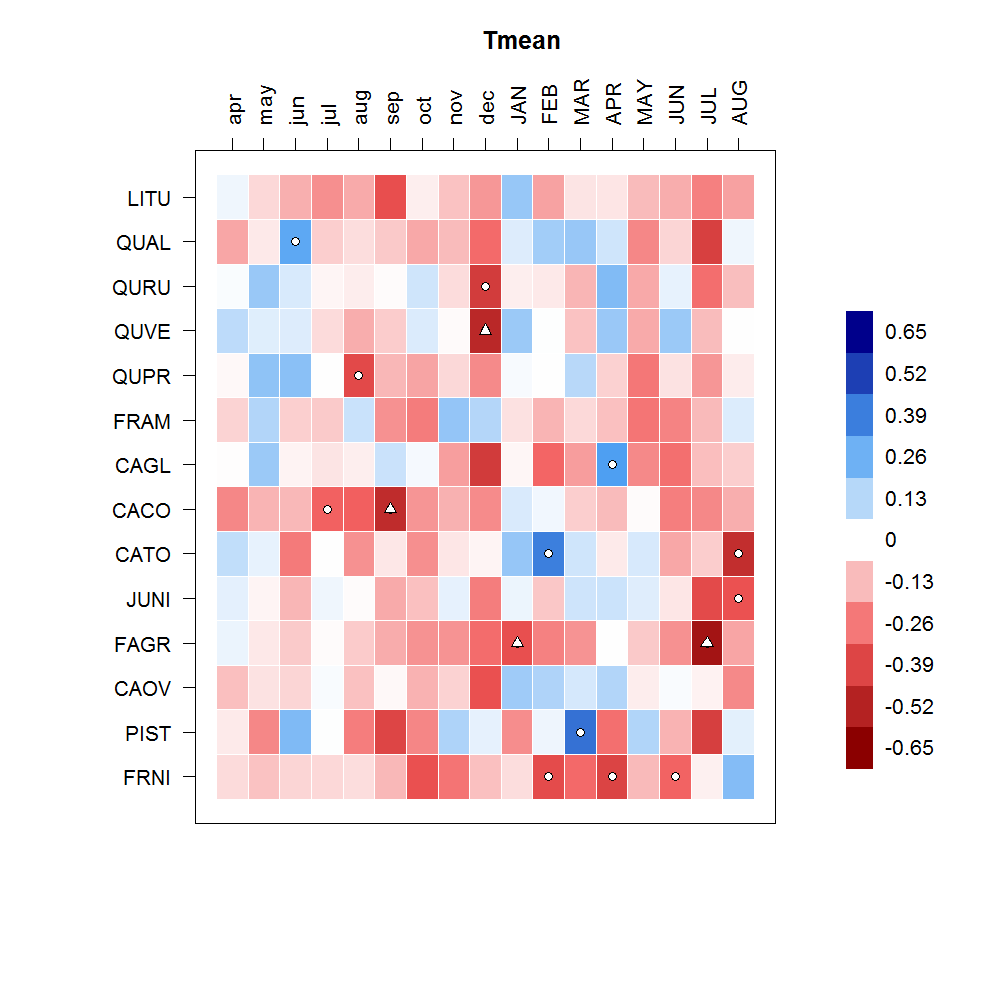 Tmean
apr may jun jul aug sep oct nov dec JAN FEB MAR APR MAY JUN JUL AUG
LITU
QUAL
QURU
QUVE
QUPR
FRAM
CAGL
CACO
CATO
JUNI
FAGR
CAOV
PIST
FRNI
0.65
0.52
0.39
0.26
0.13
0
-0.13
-0.26
-0.39
-0.52
-0.65